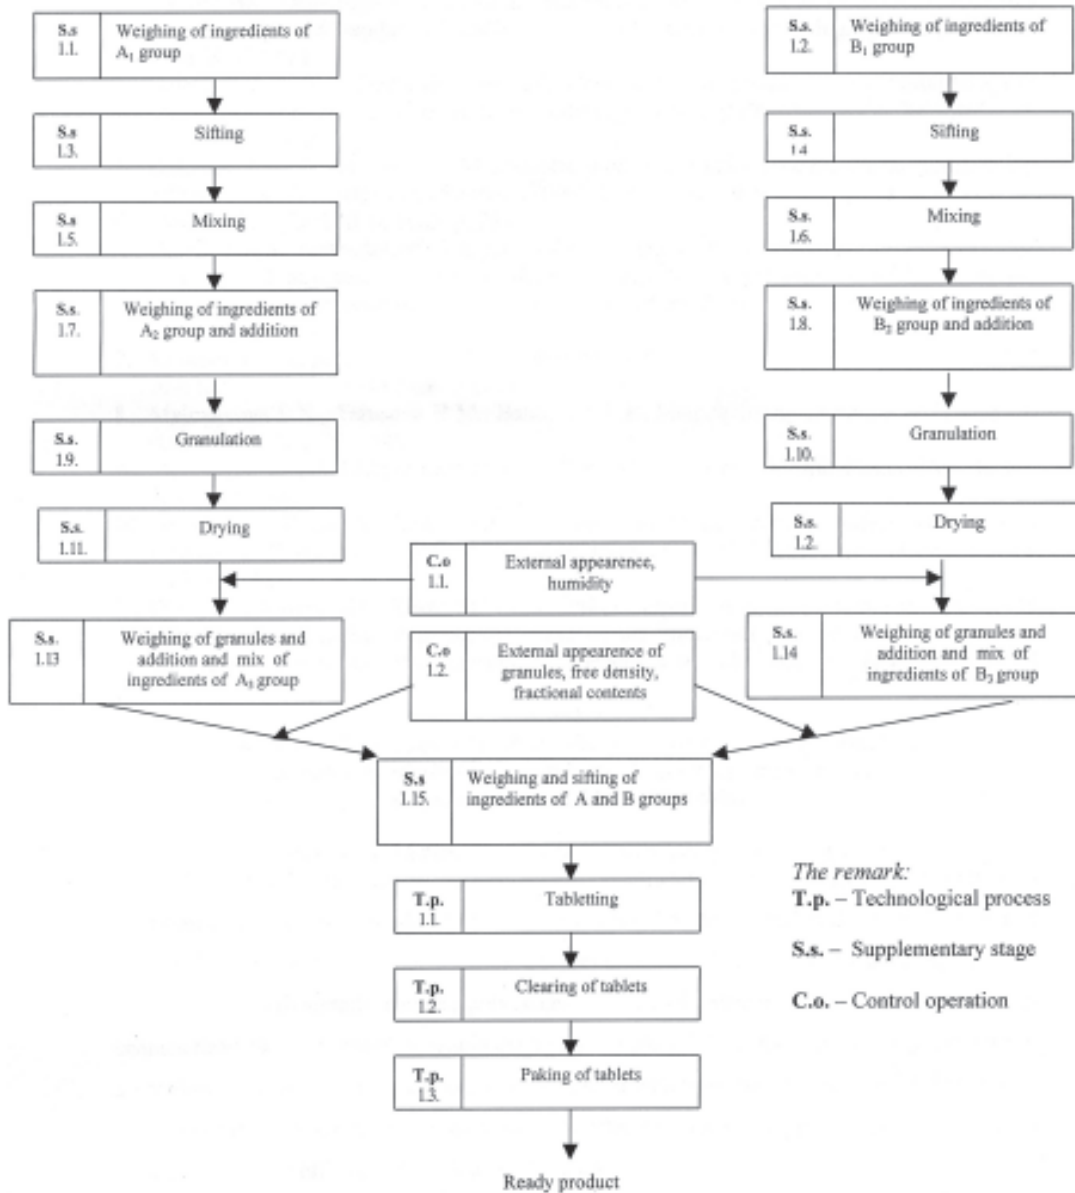 S.s
1.1.
Weighing of ingredients of
A₁ group
S.s.
1.2.
Weighing of ingredients of
B₁ group
S.s
1.3.
Sifting
S.s.
1.4
Sifting
S.s
1.5.
Mixing
S.s.
1.6.
Mixing
S.s.
1.7.
Weighing of ingredients of
A₂ group and addition
S.s.
1.8.
Weighing of ingredients of
B₂ group and addition
S.s.
1.9.
Granulation
S.s.
1.10.
Granulation
S.s.
1.11.
Drying
S.s.
1.2.
Drying
C.o
1.1.
External appearence,
humidity
S.s.
1.13
Weighing of granules and
addition and mix of
ingredients of A₃ group
C.o
1.2.
External appearence of
granules, free density,
fractional contents
S.s.
1.14
Weighing of granules and
addition and mix of
ingredients of B₃ group
S.s
1.15.
Weighing and sifting of
ingredients of A and B groups
T.p.
1.1.
Tabletting
T.p.
1.2.
Clearing of tablets
T.p.
1.3.
Paking of tablets
Ready product
The remark:
T.p. – Technological process
S.s. – Supplementary stage
C.o. – Control operation